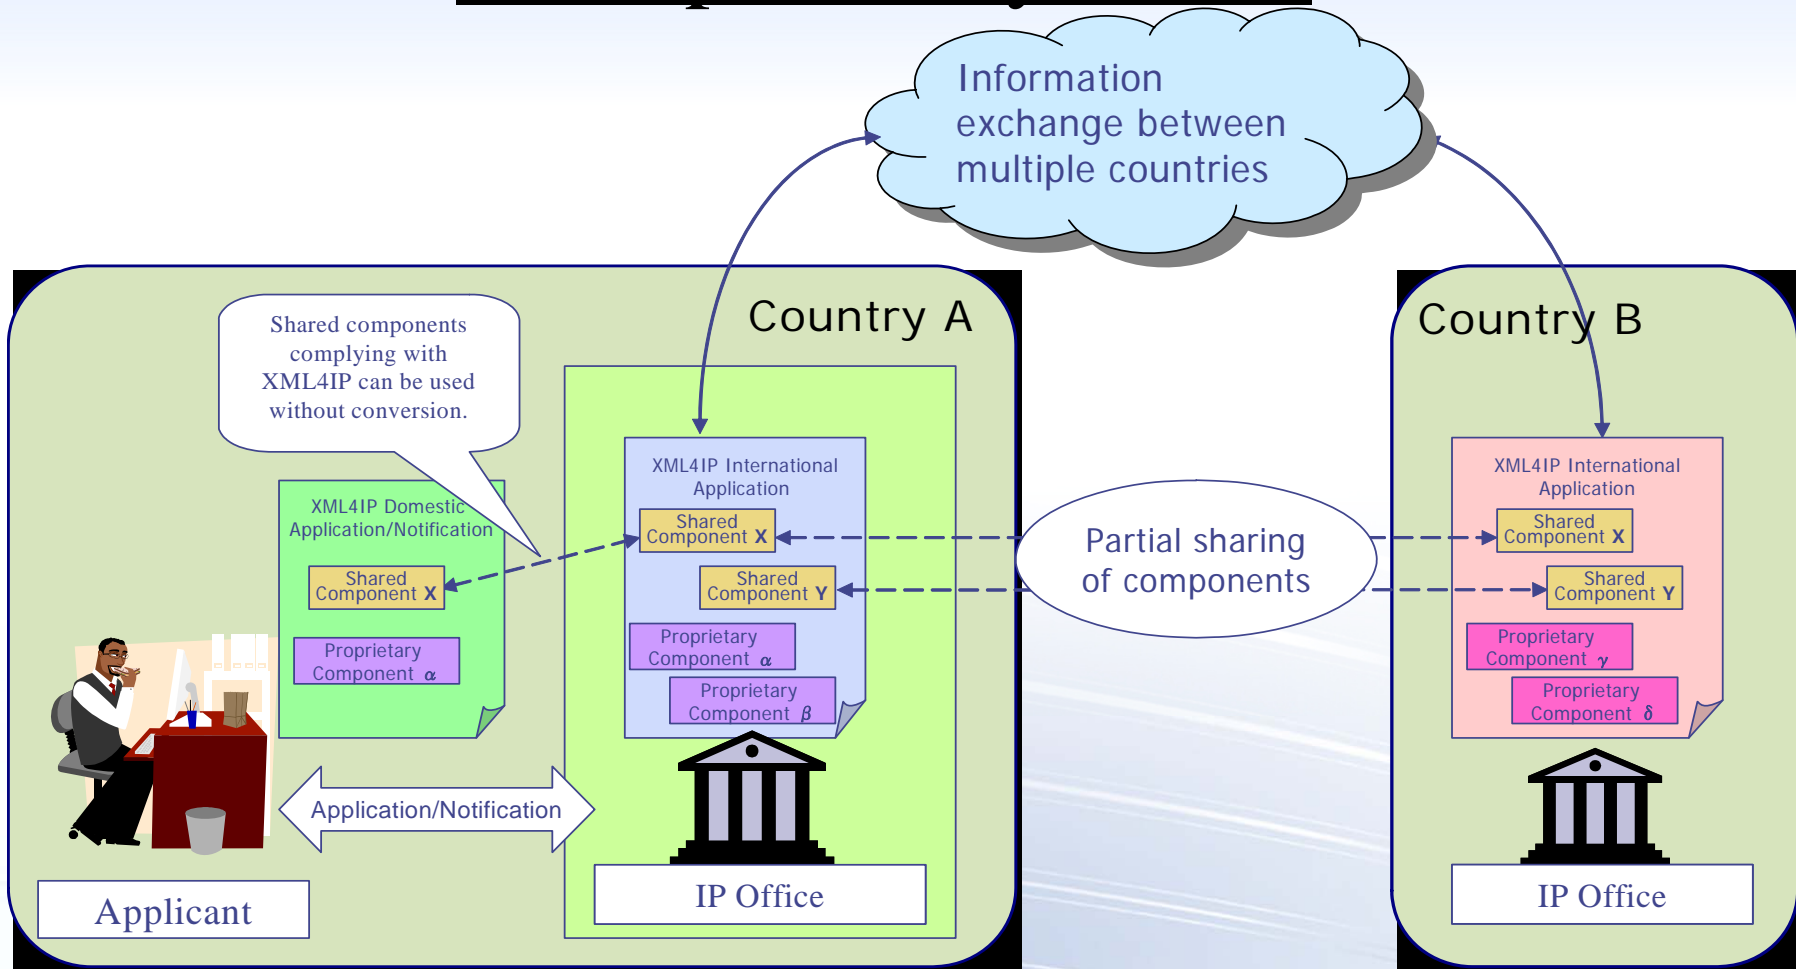 Information
exchange between
multiple countries
Country A
Country B
Shared components
complying with
XML4IP can be used
without conversion.
XML4IP Domestic
Application/Notification
Shared
Component X
Proprietary
Component α
XML4IP International
Application
Shared
Component X
Shared
Component Y
Proprietary
Component α
Proprietary
Component β
Partial sharing
of components
XML4IP International
Application
Shared
Component X
Shared
Component Y
Proprietary
Component γ
Proprietary
Component δ
Application/Notification
Applicant
IP Office
IP Office